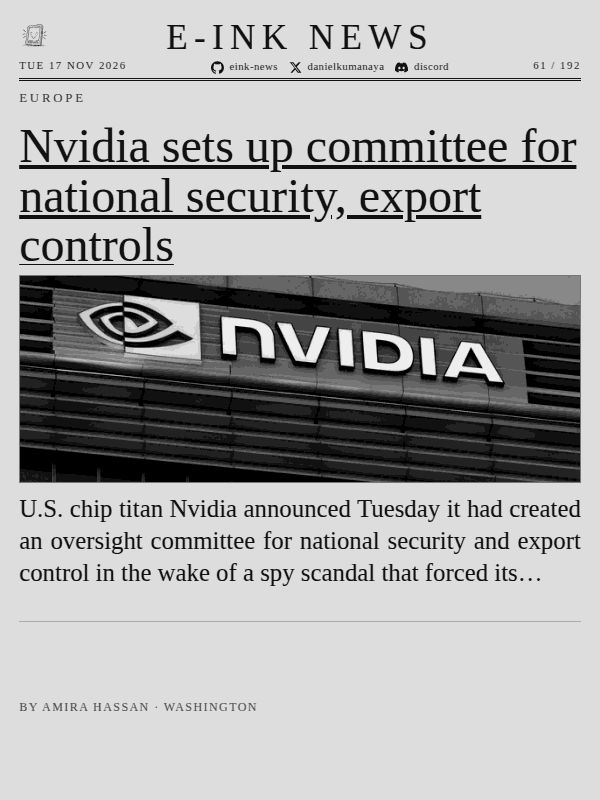 E-INK NEWS
TUE 17 NOV 2026
eink-news danielkumanaya discord
61 / 192
EUROPE
Nvidia sets up committee for
national security, export
controls
NVIDIA
U.S. chip titan Nvidia announced Tuesday it had created
an oversight committee for national security and export
control in the wake of a spy scandal that forced its…
BY AMIRA HASSAN · WASHINGTON